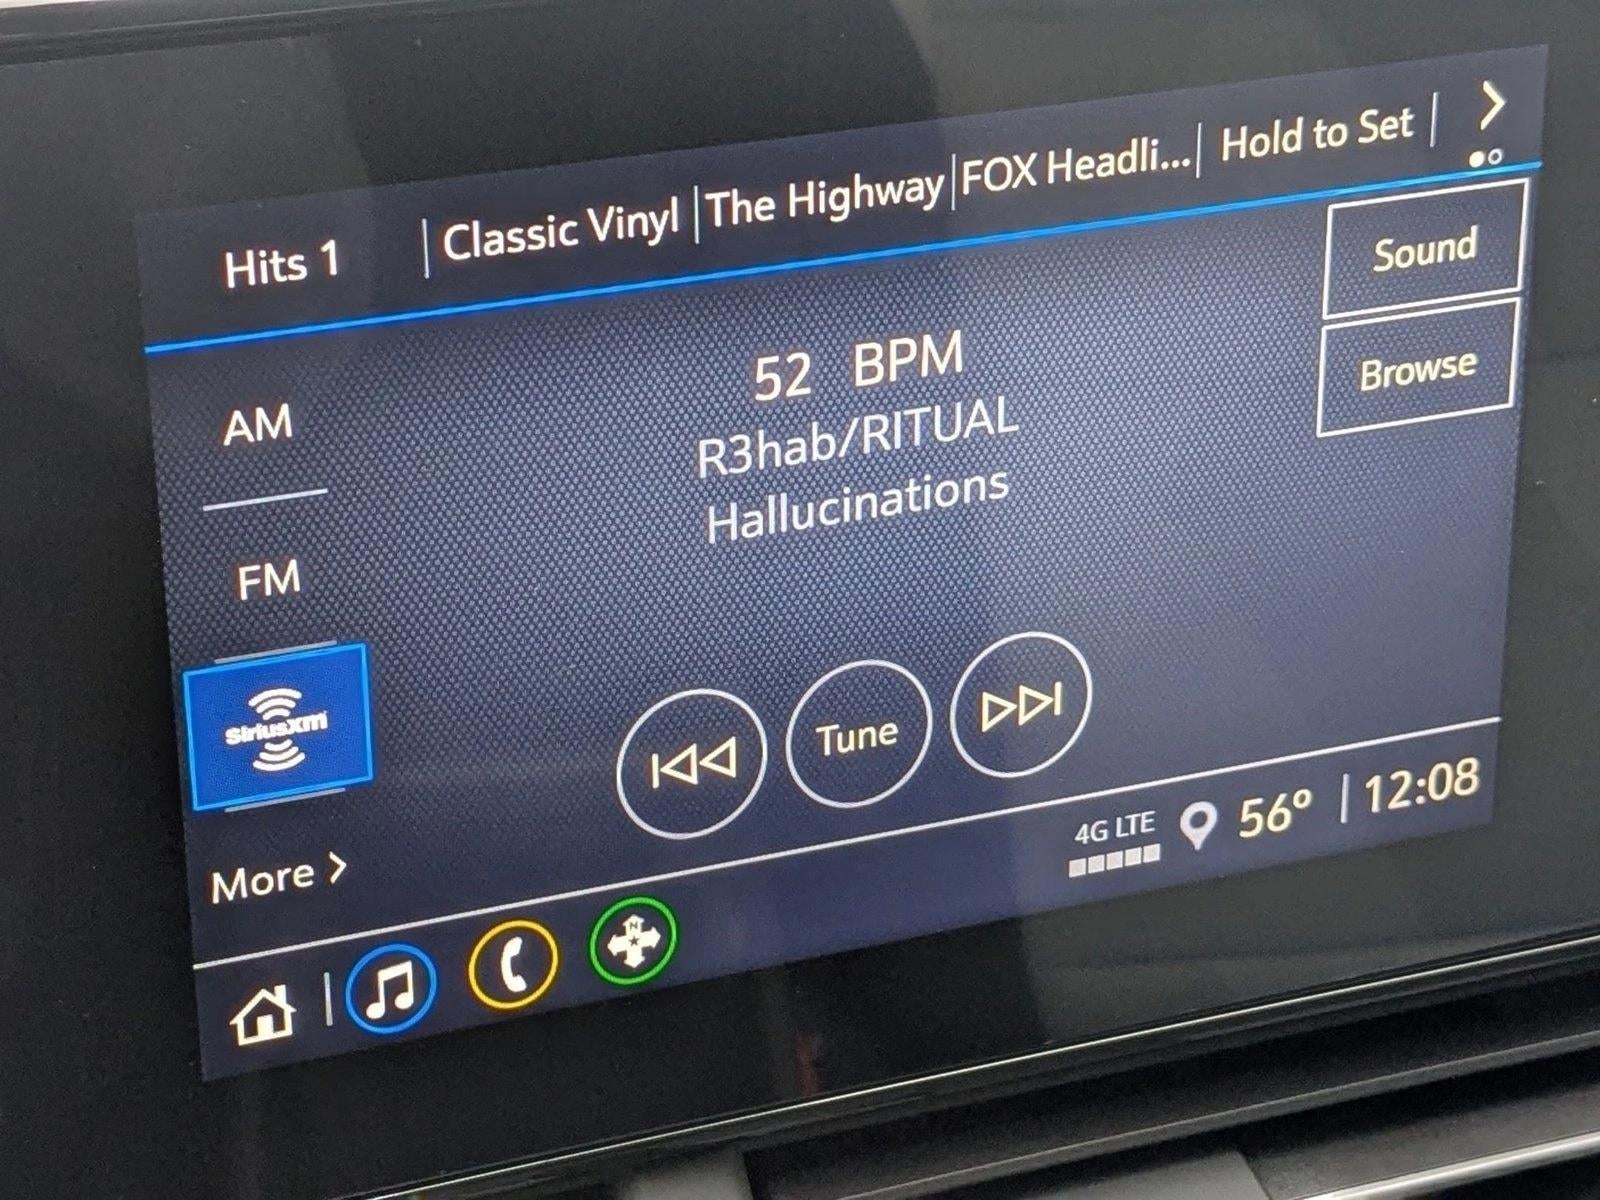 Hits 1 | Classic Vinyl | The Highway | FOX Headli... | Hold to Set |
Sound
Browse
52 BPM
R3hab/RITUAL
Hallucinations
AM
FM
SiriusXm
More
Tune
4G LTE 56° | 12:08
N